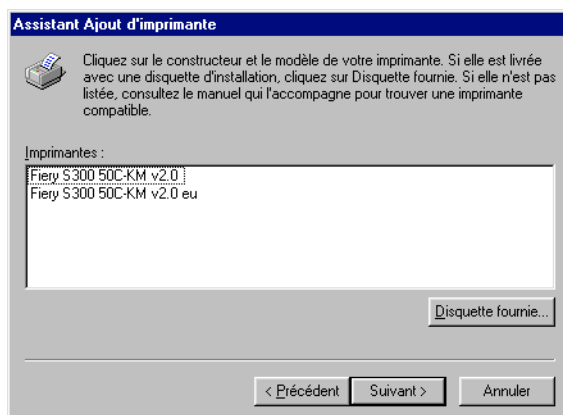 Assistant Ajout d'imprimante
Cliquez sur le constructeur et le modèle de votre imprimante. Si elle est livrée
avec une disquette d'installation, cliquez sur Disquette fournie. Si elle n'est pas
listée, consultez le manuel qui l'accompagne pour trouver une imprimante
compatible.
Imprimantes :
Fiery S300 50C-KM v2.0
Fiery S300 50C-KM v2.0 eu
Disquette fournie...
< Précédent
Suivant >
Annuler